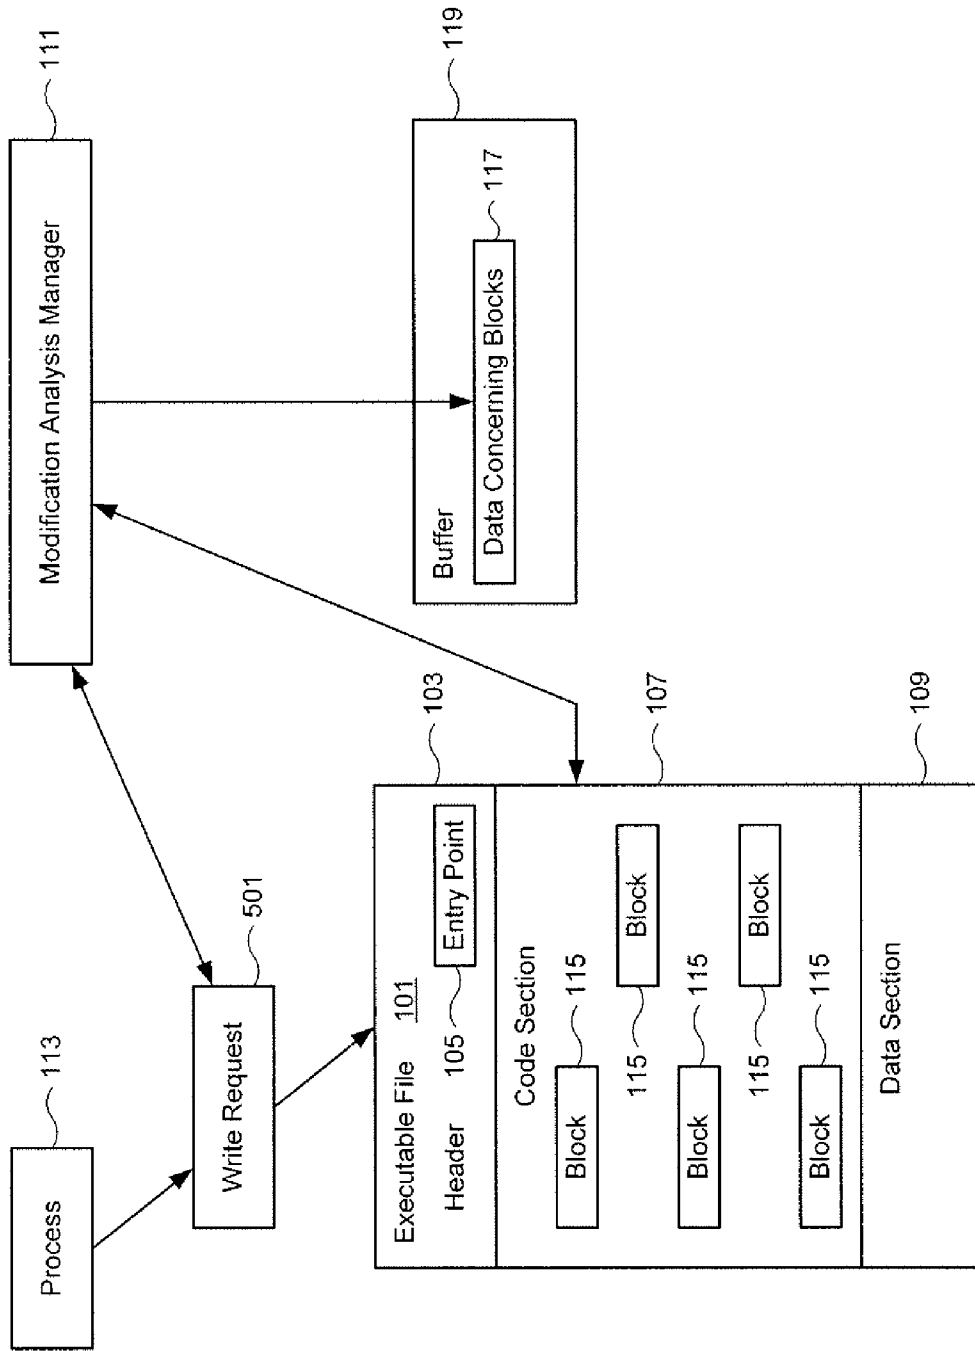 Process
113
Write Request
501
Modification Analysis Manager
111
Executable File
101
Header
105
Entry Point
103
Code Section
Block
115
Block
115
Block
115
Block
115
Block
115
107
Data Section
109
Buffer
Data Concerning Blocks
117
119